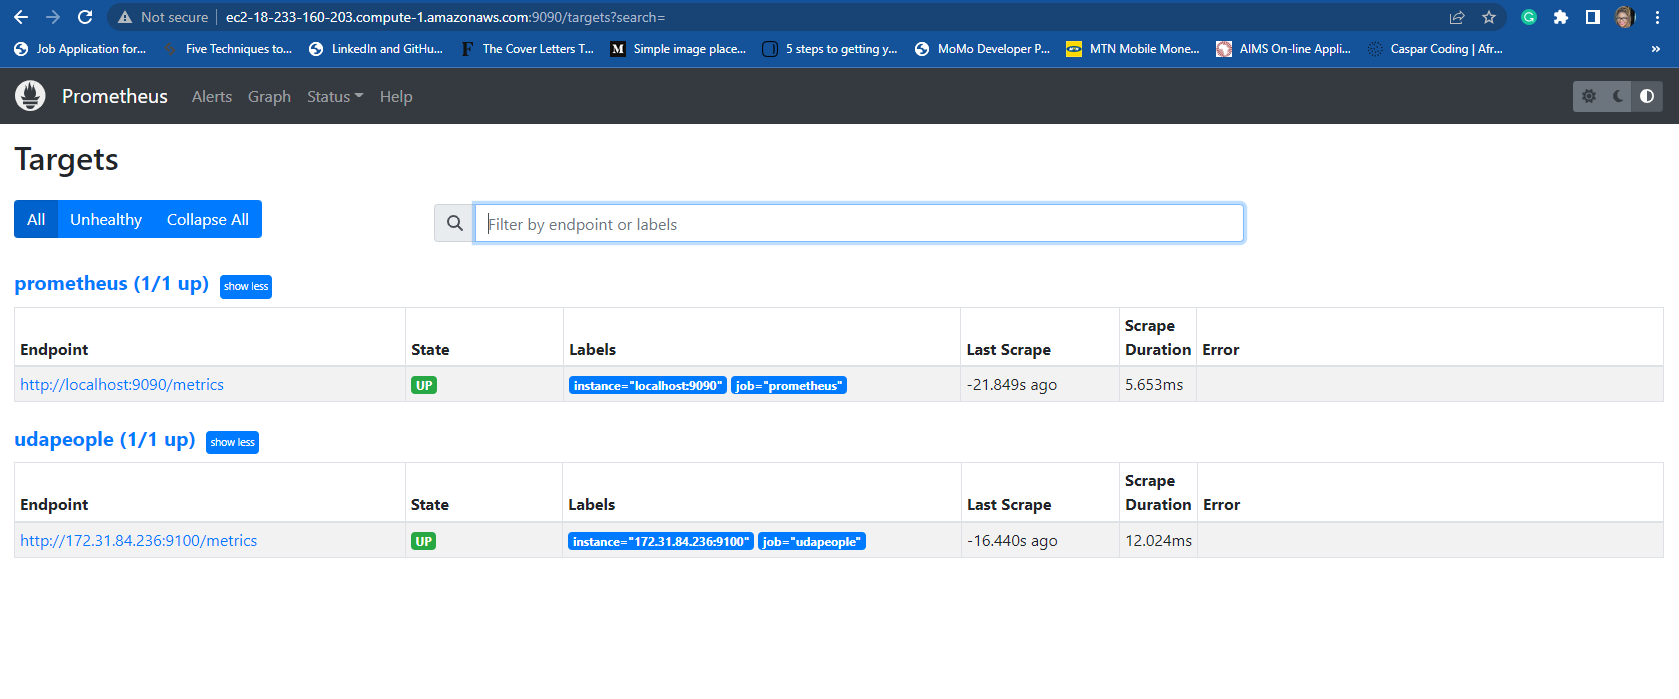 Not secure ec2-18-233-160-203.compute-1.amazonaws.com:9090/targets?search=
Job Application for... Five Techniques to... LinkedIn and GitHu... F The Cover Letters T... M Simple image place... 5 steps to getting y... MoMo Developer P... MTN Mobile Mone... AIMS On-line Appli... Caspar Coding | Afr... »
Prometheus Alerts Graph Status Help
Targets
All Unhealthy Collapse All Filter by endpoint or labels
prometheus (1/1 up) show less
Endpoint State Labels Last Scrape Scrape Duration Error
http://localhost:9090/metrics UP instance="localhost:9090" job="prometheus" -21.849s ago 5.653ms
udapeople (1/1 up) show less
Endpoint State Labels Last Scrape Scrape Duration Error
http://172.31.84.236:9100/metrics UP instance="172.31.84.236:9100" job="udapeople" -16.440s ago 12.024ms